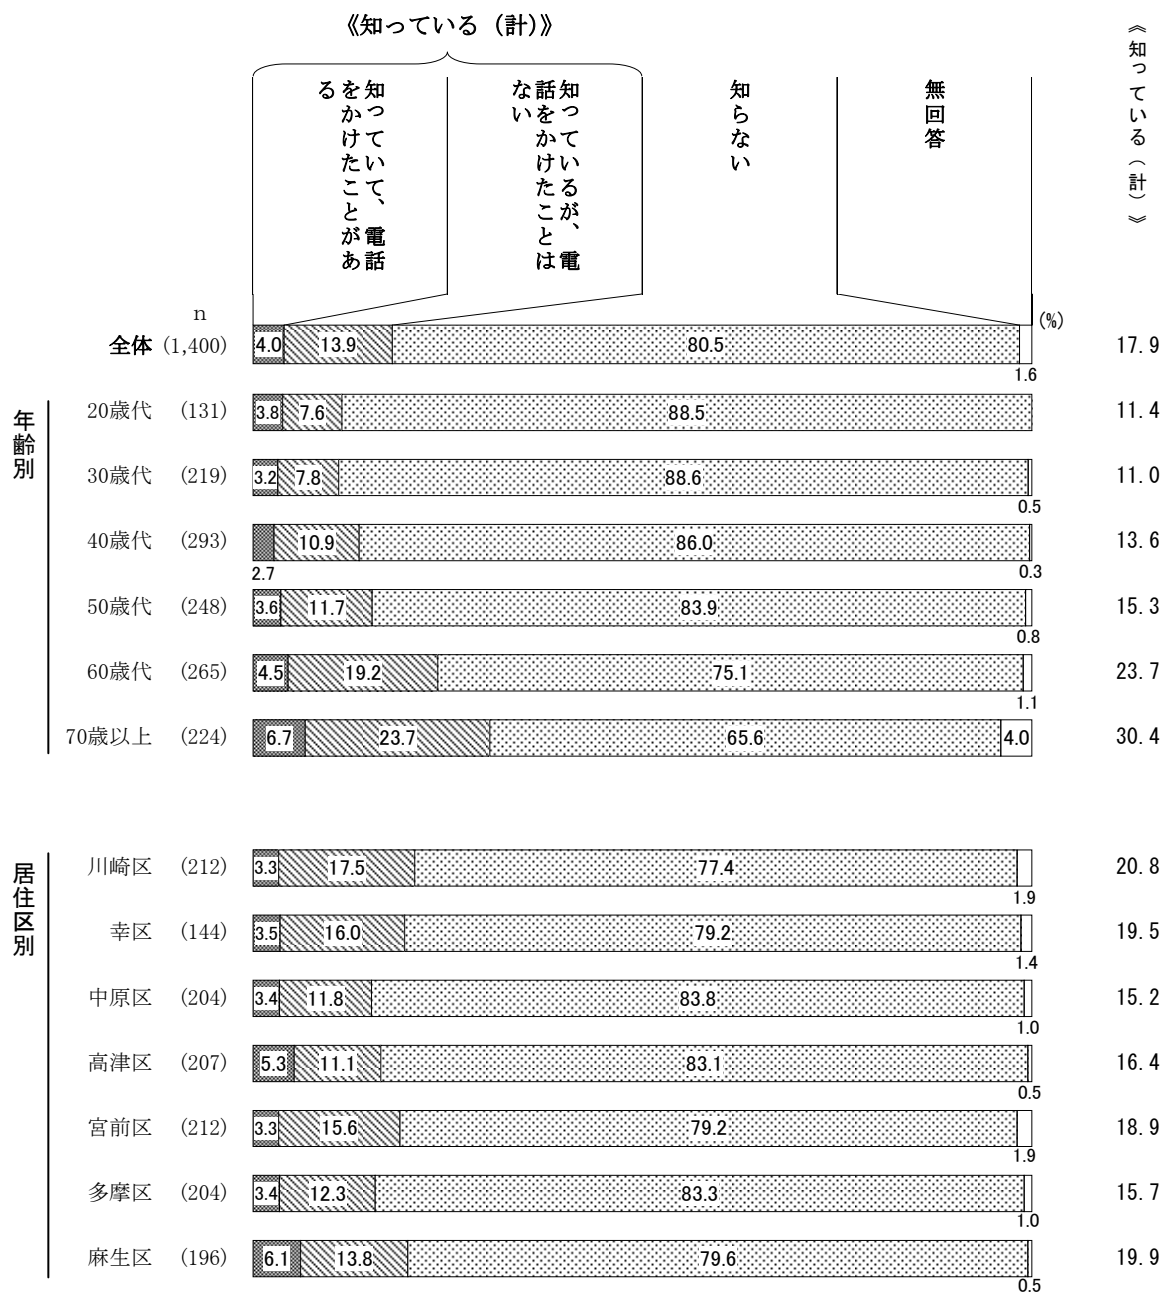 《知っている（計）》
《知っている（計）》
知っていて、電話
をかけたことがあ
る
知っているが、電
話をかけたことは
ない
知らない
無回答
n
(%)
全体 (1,400) 4.0 13.9 80.5 17.9
1.6
年齢別
20歳代 (131) 3.8 7.6 88.5 11.4
30歳代 (219) 3.2 7.8 88.6 11.0
0.5
40歳代 (293) 10.9 86.0 13.6
2.7 0.3
50歳代 (248) 3.6 11.7 83.9 15.3
0.8
60歳代 (265) 4.5 19.2 75.1 23.7
1.1
70歳以上 (224) 6.7 23.7 65.6 4.0 30.4
居住区別
川崎区 (212) 3.3 17.5 77.4 20.8
1.9
幸区 (144) 3.5 16.0 79.2 19.5
1.4
中原区 (204) 3.4 11.8 83.8 15.2
1.0
高津区 (207) 5.3 11.1 83.1 16.4
0.5
宮前区 (212) 3.3 15.6 79.2 18.9
1.9
多摩区 (204) 3.4 12.3 83.3 15.7
1.0
麻生区 (196) 6.1 13.8 79.6 19.9
0.5